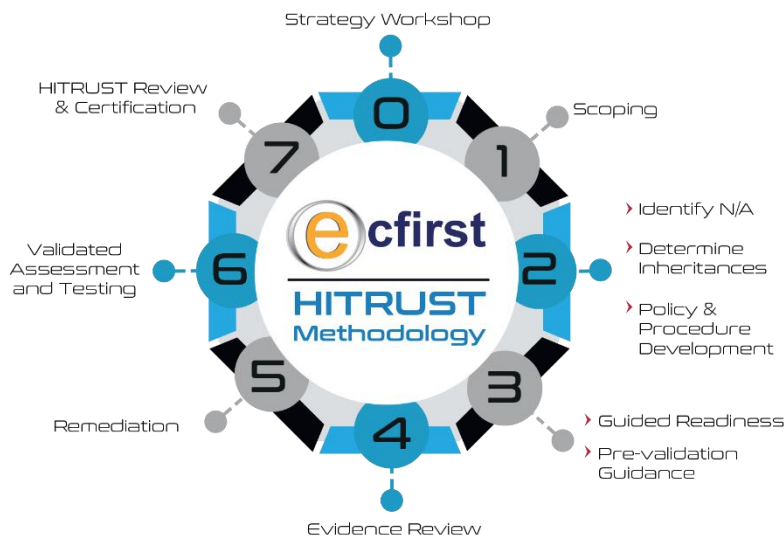 Strategy Workshop
0
Scoping
1
Identify N/A
Determine
Inheritances
Policy &
Procedure
Development
2
Guided Readiness
Pre-validation
Guidance
3
Evidence Review
4
Remediation
5
Validated
Assessment
and Testing
6
HITRUST Review
& Certification
7
ecfirst
HITRUST
Methodology